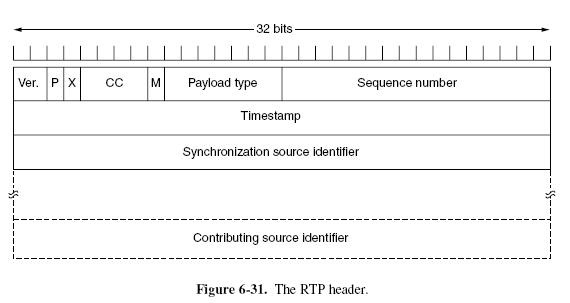 32 bits
Ver. P X CC M Payload type Sequence number
Timestamp
Synchronization source identifier
Contributing source identifier
Figure 6-31. The RTP header.